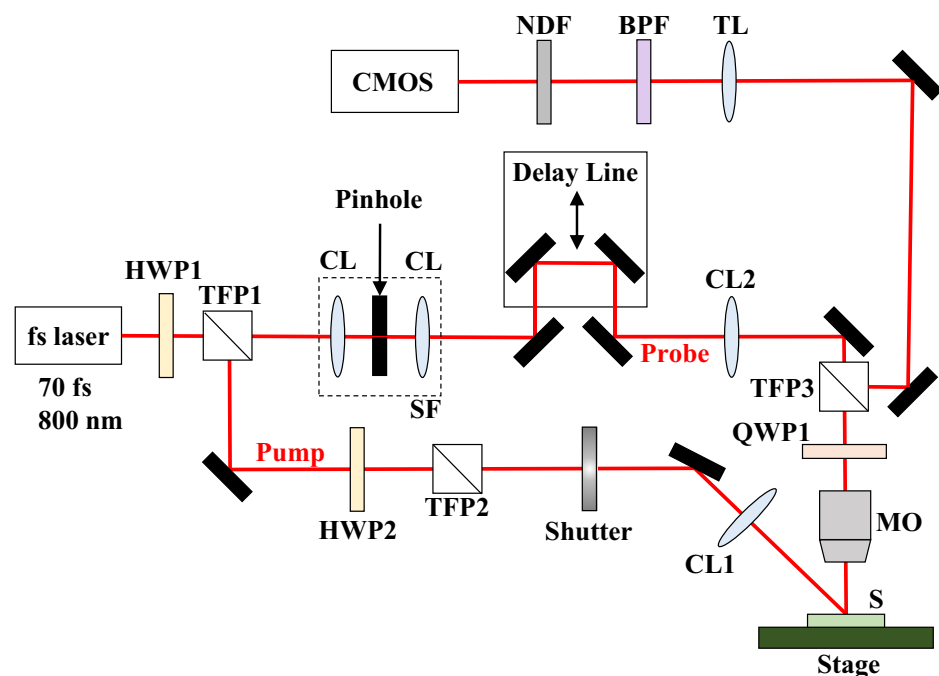 NDF
BPF
TL
CMOS
Delay Line
Pinhole
CL
CL
HWP1
TFP1
CL2
fs laser
Probe
70 fs
800 nm
SF
TFP3
QWP1
Pump
HWP2
TFP2
Shutter
CL1
MO
S
Stage